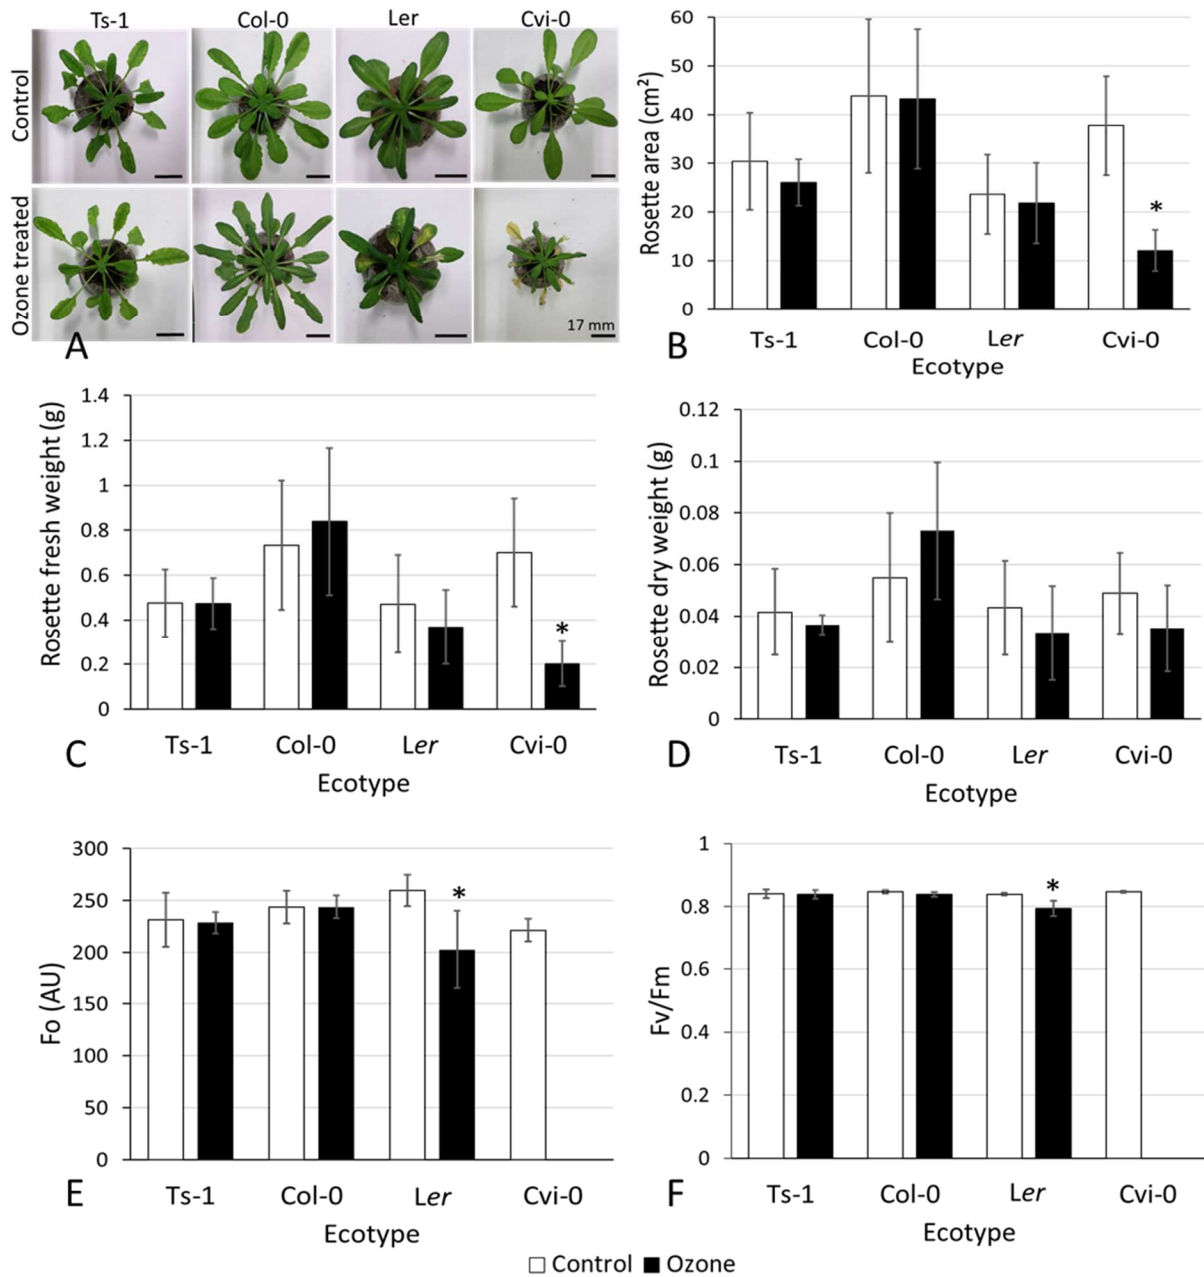 Ts-1 Col-0 Ler Cvi-0
Control
Ozone treated
17 mm
A
60
50
40
30
20
10
0
Rosette area (cm²)
*
Ts-1 Col-0 Ler Cvi-0
Ecotype
B
1.4
1.2
1
0.8
0.6
0.4
0.2
0
Rosette fresh weight (g)
*
Ts-1 Col-0 Ler Cvi-0
Ecotype
C
0.12
0.1
0.08
0.06
0.04
0.02
0
Rosette dry weight (g)
Ts-1 Col-0 Ler Cvi-0
Ecotype
D
300
250
200
150
100
50
0
Fo (AU)
*
Ts-1 Col-0 Ler Cvi-0
Ecotype
E
1
0.8
0.6
0.4
0.2
0
Fv/Fm
*
Ts-1 Col-0 Ler Cvi-0
Ecotype
F
Control Ozone